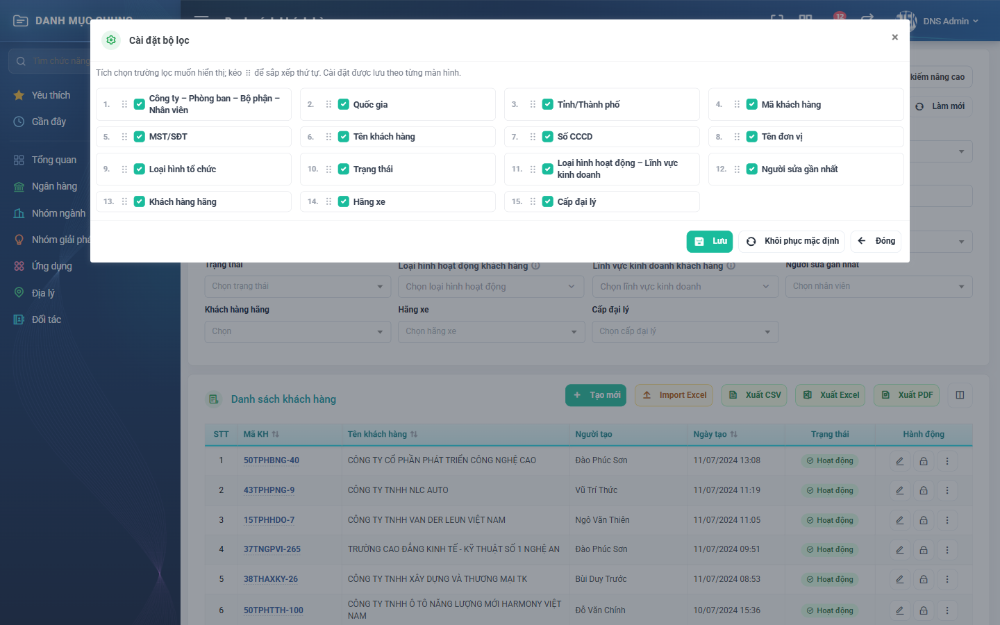 DANH MỤC CHUNG
12
DNS Admin
Cài đặt bộ lọc
×
Tìm chức năng
Tích chọn trường lọc muốn hiển thị; kéo ⠿ để sắp xếp thứ tự. Cài đặt được lưu theo từng màn hình.
kiếm nâng cao
Làm mới
Yêu thích
Gần đây
Tổng quan
Ngân hàng
Nhóm ngành
Nhóm giải phá
Ứng dụng
Địa lý
Đối tác
1. Công ty – Phòng ban – Bộ phận –
Nhân viên
2. Quốc gia
3. Tỉnh/Thành phố
4. Mã khách hàng
5. MST/SĐT
6. Tên khách hàng
7. Số CCCD
8. Tên đơn vị
9. Loại hình tổ chức
10. Trạng thái
11. Loại hình hoạt động – Lĩnh vực
kinh doanh
12. Người sửa gần nhất
13. Khách hàng hãng
14. Hãng xe
15. Cấp đại lý
Lưu
Khôi phục mặc định
Đóng
Trạng thái
Loại hình hoạt động khách hàng
Lĩnh vực kinh doanh khách hàng
Người sửa gần nhất
Chọn trạng thái
Chọn loại hình hoạt động
Chọn lĩnh vực kinh doanh
Chọn nhân viên
Khách hàng hãng
Hãng xe
Cấp đại lý
Chọn
Chọn hãng xe
Chọn cấp đại lý
Danh sách khách hàng
Tạo mới
Import Excel
Xuất CSV
Xuất Excel
Xuất PDF
STT Mã KH Tên khách hàng Người tạo Ngày tạo Trạng thái Hành động
1 50TPHBNG-40 CÔNG TY CỔ PHẦN PHÁT TRIỂN CÔNG NGHỆ CAO Đào Phúc Sơn 11/07/2024 13:08 Hoạt động
2 43TPHPNG-9 CÔNG TY TNHH NLC AUTO Vũ Trí Thức 11/07/2024 11:19 Hoạt động
3 15TPHHDO-7 CÔNG TY TNHH VAN DER LEUN VIỆT NAM Ngô Văn Thiên 11/07/2024 11:05 Hoạt động
4 37TNGPVI-265 TRƯỜNG CAO ĐẲNG KINH TẾ - KỸ THUẬT SỐ 1 NGHỆ AN Đào Phúc Sơn 11/07/2024 09:51 Hoạt động
5 38THAXKY-26 CÔNG TY TNHH XÂY DỰNG VÀ THƯƠNG MẠI TK Bùi Duy Trước 11/07/2024 08:53 Hoạt động
6 50TPHTTH-100 CÔNG TY TNHH Ô TÔ NĂNG LƯỢNG MỚI HARMONY VIỆT
NAM Đỗ Văn Chính 10/07/2024 15:36 Hoạt động